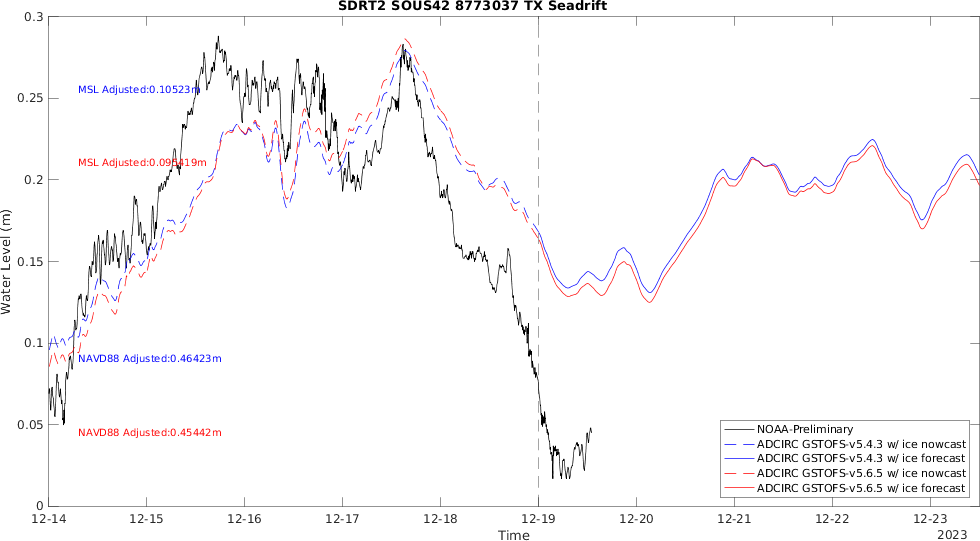 SDRT2 SOUS42 8773037 TX Seadrift
0.3
0.25
0.2
0.15
0.1
0.05
0
Water Level (m)
MSL Adjusted:0.10523m
MSL Adjusted:0.095419m
NAVD88 Adjusted:0.46423m
NAVD88 Adjusted:0.45442m
NOAA-Preliminary
ADCIRC GSTOFS-v5.4.3 w/ ice nowcast
ADCIRC GSTOFS-v5.4.3 w/ ice forecast
ADCIRC GSTOFS-v5.6.5 w/ ice nowcast
ADCIRC GSTOFS-v5.6.5 w/ ice forecast
12-14 12-15 12-16 12-17 12-18 12-19 12-20 12-21 12-22 12-23
Time
2023